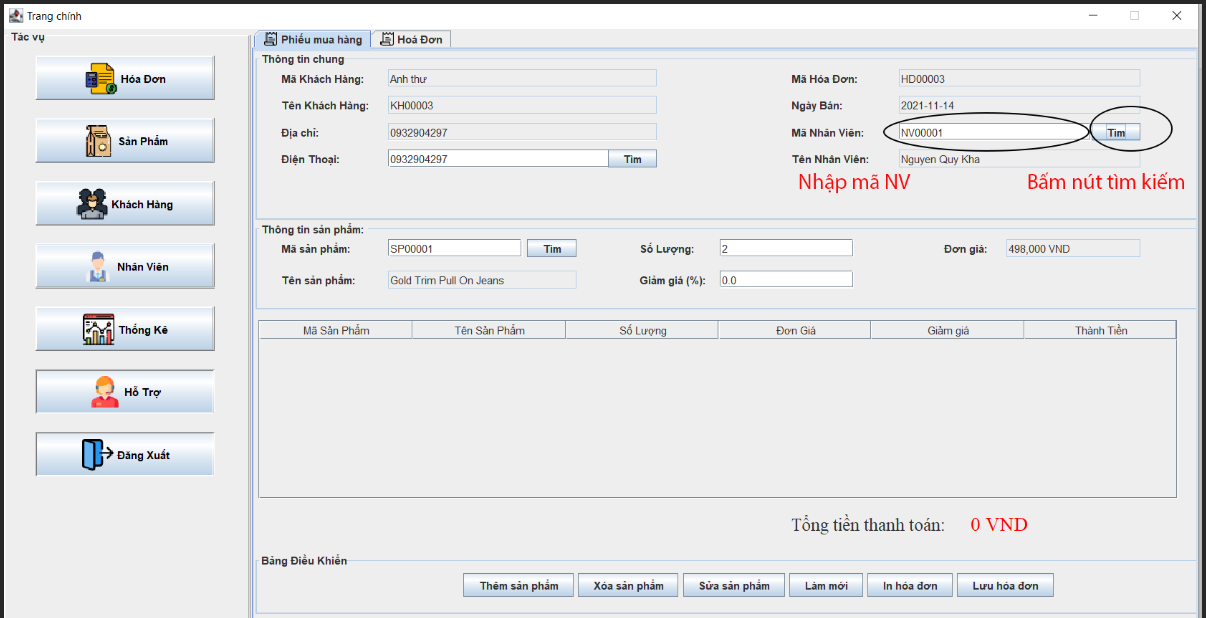 Trang chính
Tác vụ
Hóa Đơn
Sản Phẩm
Khách Hàng
Nhân Viên
Thống Kê
Hỗ Trợ
Đăng Xuất
Phiếu mua hàng Hoá Đơn
Thông tin chung
Mã Khách Hàng: Anh thư Mã Hóa Đơn: HD00003
Tên Khách Hàng: KH00003 Ngày Bán: 2021-11-14
Địa chỉ: 0932904297 Mã Nhân Viên: NV00001 Tìm
Điện Thoại: 0932904297 Tìm Tên Nhân Viên: Nguyen Quy Kha
Nhập mã NV Bấm nút tìm kiếm
Thông tin sản phẩm:
Mã sản phẩm: SP00001 Tìm Số Lượng: 2 Đơn giá: 498,000 VND
Tên sản phẩm: Gold Trim Pull On Jeans Giảm giá (%): 0.0
Mã Sản Phẩm Tên Sản Phẩm Số Lượng Đơn Giá Giảm giá Thành Tiền
Tổng tiền thanh toán: 0 VND
Bảng Điều Khiển
Thêm sản phẩm Xóa sản phẩm Sửa sản phẩm Làm mới In hóa đơn Lưu hóa đơn